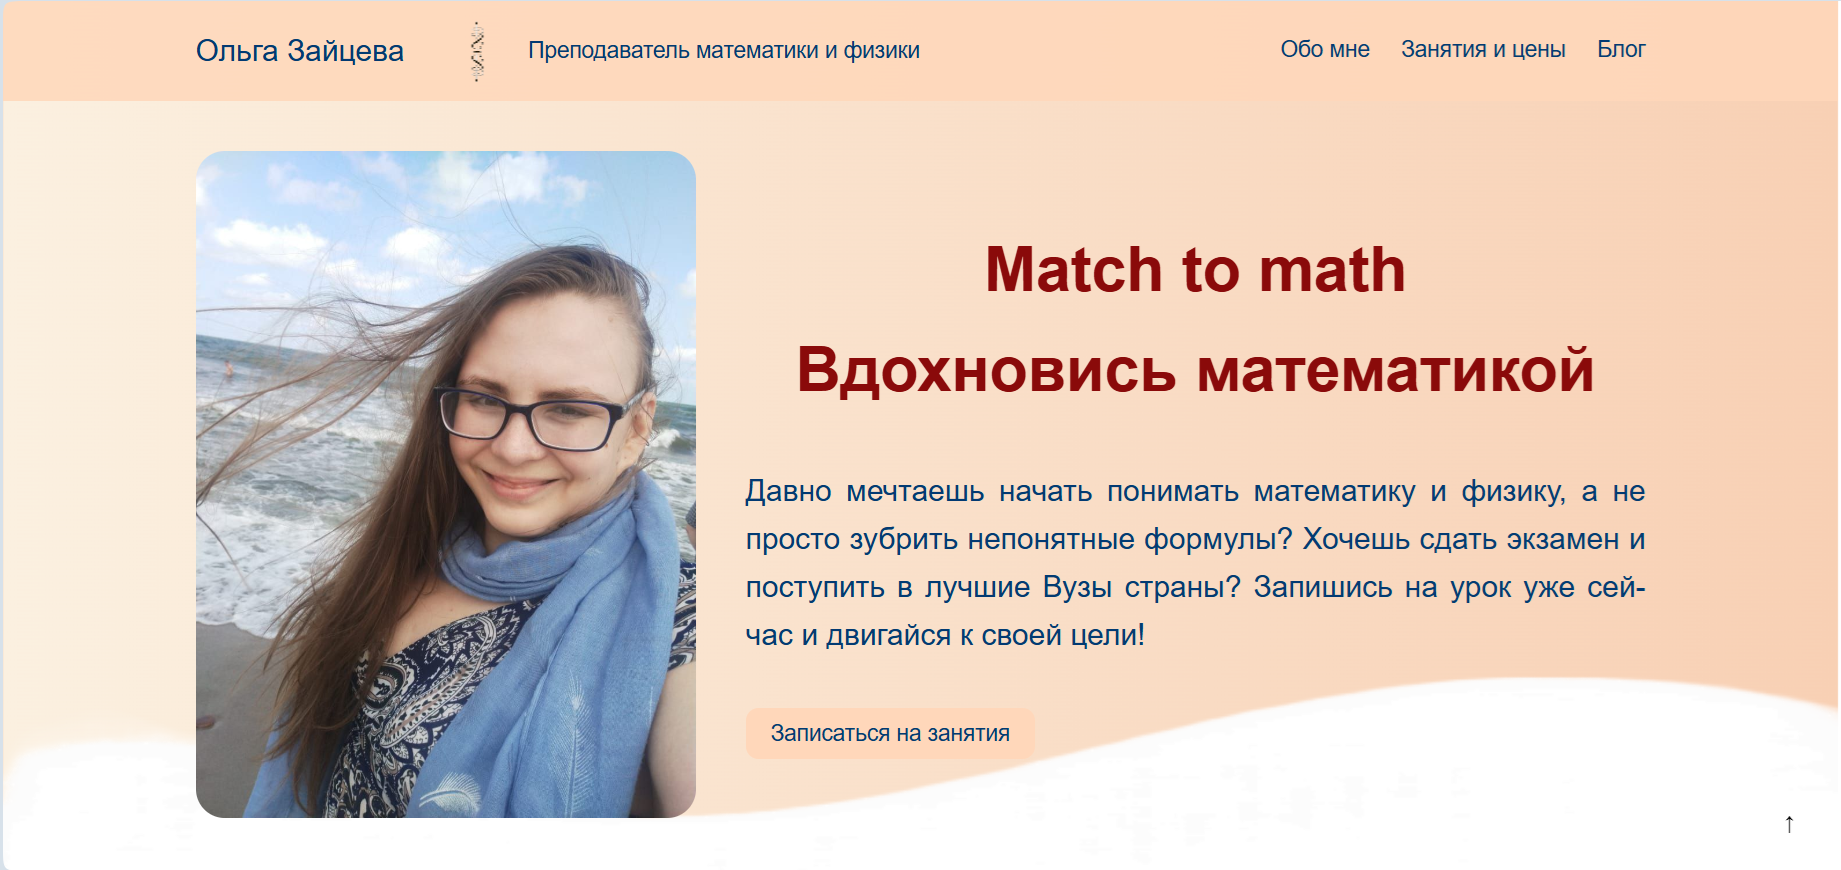 Ольга Зайцева
Преподаватель математики и физики
Обо мне
Занятия и цены
Блог
Match to math
Вдохновись математикой
Давно мечтаешь начать понимать математику и физику, а не
просто зубрить непонятные формулы? Хочешь сдать экзамен и
поступить в лучшие Вузы страны? Запишись на урок уже сей-
час и двигайся к своей цели!
Записаться на занятия
↑